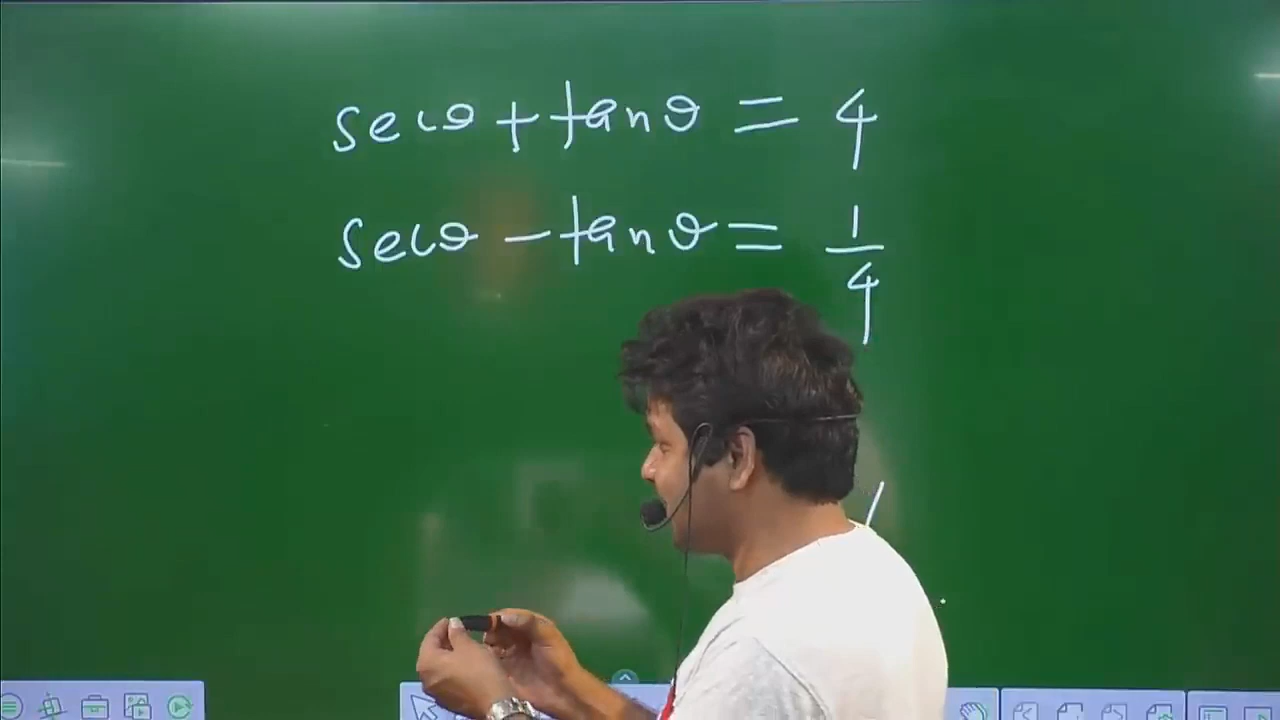 secθ + tanθ = 4
secθ - tanθ = 1/4